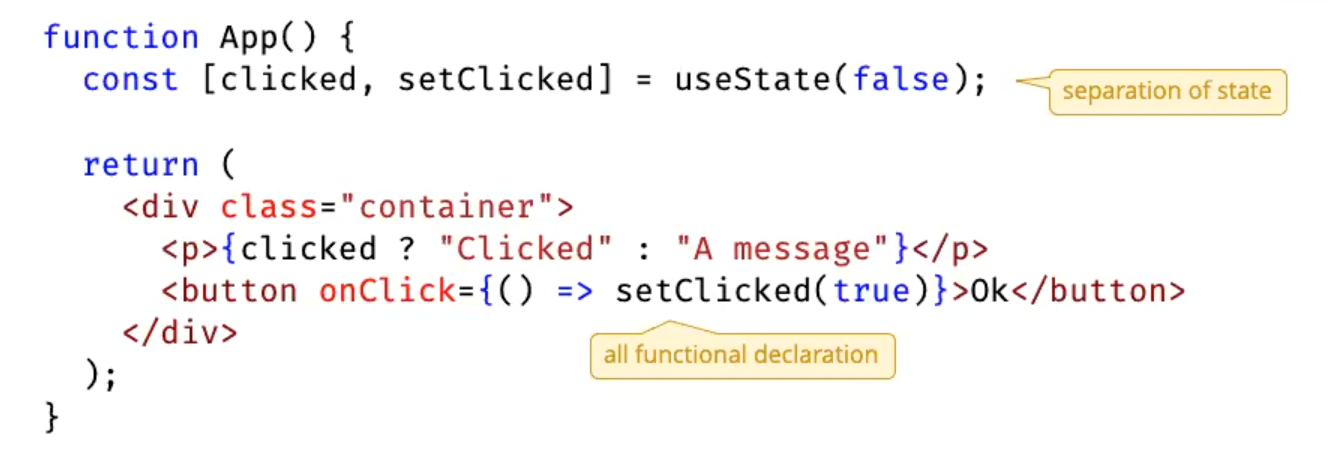 function App() {
const [clicked, setClicked] = useState(false);
separation of state
return (
<div class="container">
<p>{clicked ? "Clicked" : "A message"}</p>
<button onClick={() => setClicked(true)}>Ok</button>
</div>
all functional declaration
);
}